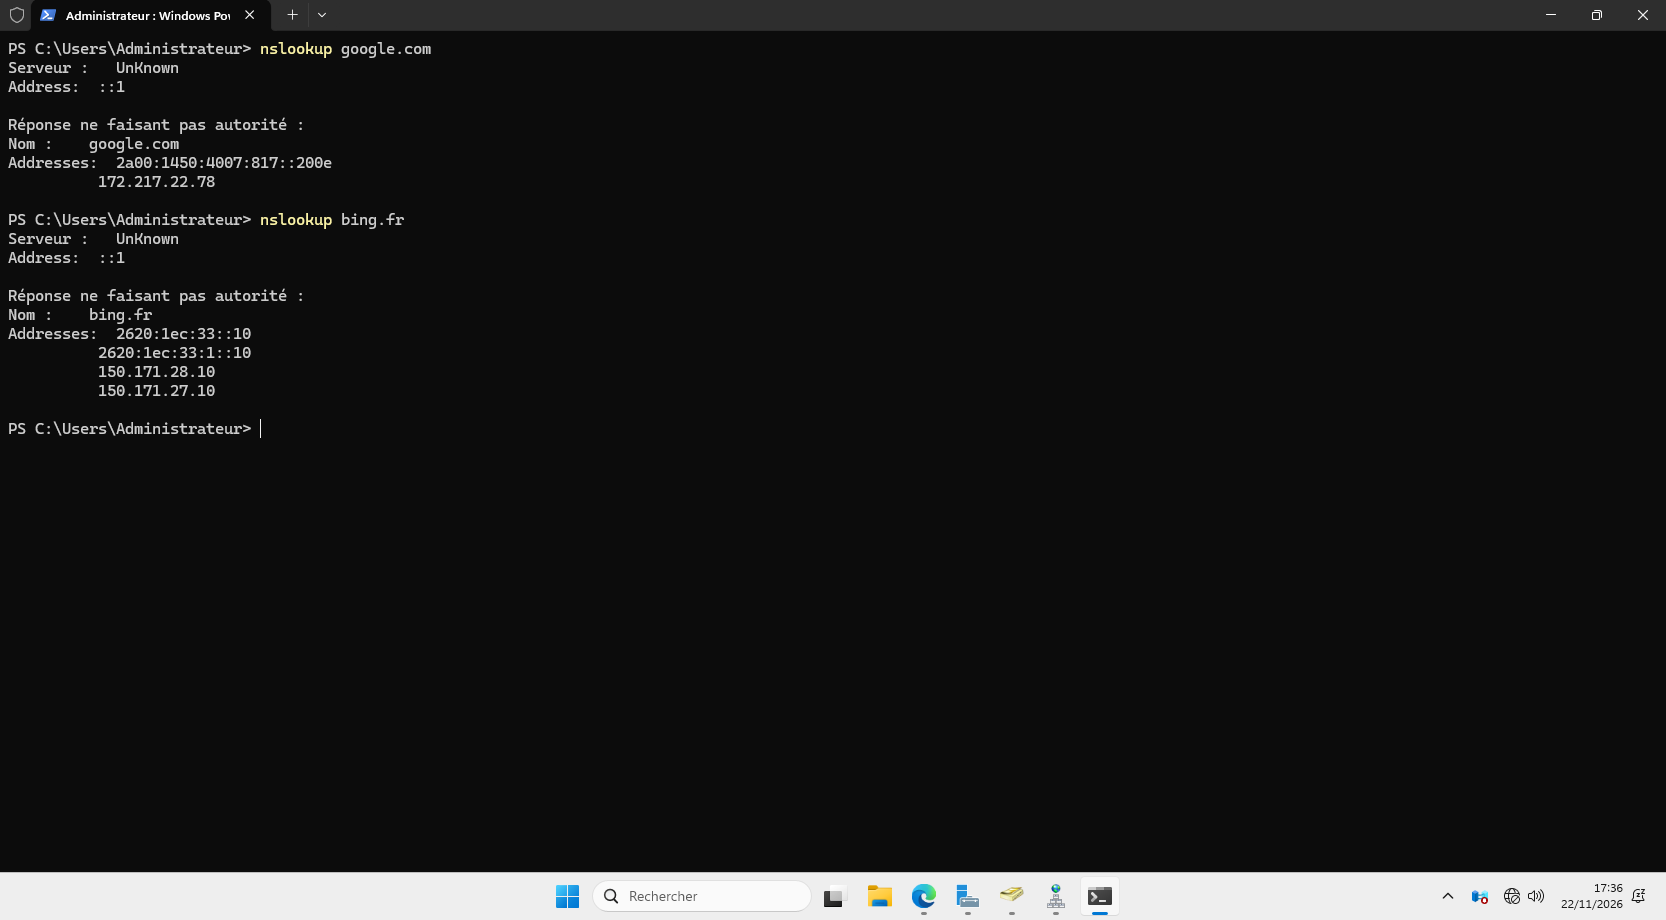 Administrateur : Windows Pov
PS C:\Users\Administrateur> nslookup google.com
Serveur :   UnKnown
Address:  ::1
Réponse ne faisant pas autorité :
Nom :    google.com
Addresses:  2a00:1450:4007:817::200e
172.217.22.78
PS C:\Users\Administrateur> nslookup bing.fr
Serveur :   UnKnown
Address:  ::1
Réponse ne faisant pas autorité :
Nom :    bing.fr
Addresses:  2620:1ec:33::10
2620:1ec:33:1::10
150.171.28.10
150.171.27.10
PS C:\Users\Administrateur>
Rechercher
17:36
22/11/2026